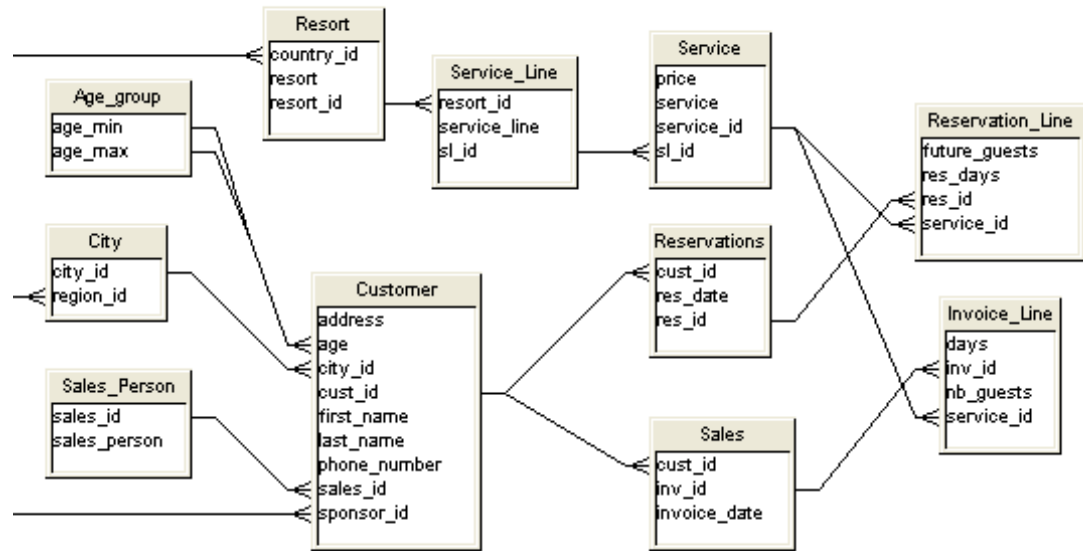 Resort
country_id
resort
resort_id
Service_Line
resort_id
service_line
sl_id
Service
price
service
service_id
sl_id
Age_group
age_min
age_max
Reservation_Line
future_guests
res_days
res_id
service_id
City
city_id
region_id
Customer
address
age
city_id
cust_id
first_name
last_name
phone_number
sales_id
sponsor_id
Reservations
cust_id
res_date
res_id
Invoice_Line
days
inv_id
nb_guests
service_id
Sales_Person
sales_id
sales_person
Sales
cust_id
inv_id
invoice_date